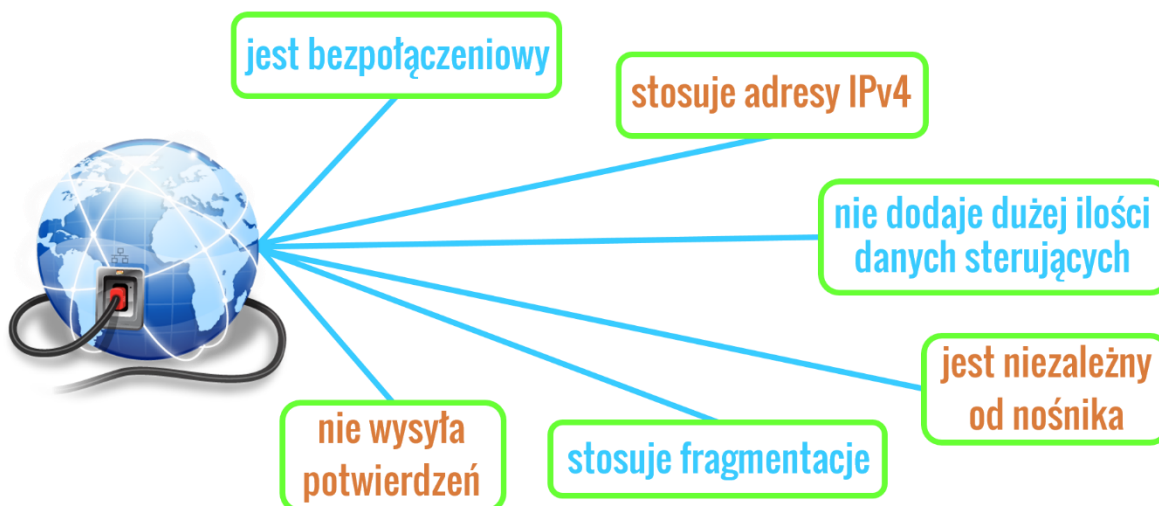 jest bezpołączeniowy
stosuje adresy IPv4
nie dodaje dużej ilości
danych sterujących
jest niezależny
od nośnika
stosuje fragmentacje
nie wysyła
potwierdzeń